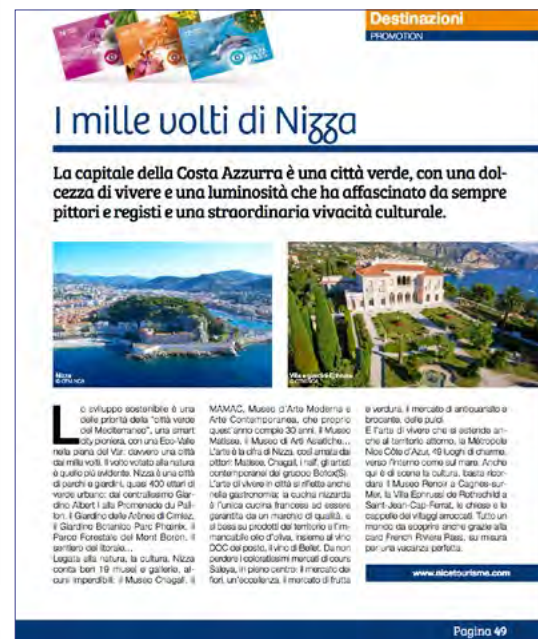 Destinazioni
PROMOTION
I mille volti di Nizza
La capitale della Costa Azzurra è una città verde, con una dol-
cezza di vivere e una luminosità che ha affascinato da sempre
pittori e registi e una straordinaria vivacità culturale.
Nizza
Lo sviluppo sostenibile è una
delle priorità della "città verde
del Mediterraneo", una smart
city pioniera, con una Eco-Valle
nella piana del Var: davvero una città
dai mille volti. Il volto votato alla natura
è quello più evidente. Nizza è una città
di parchi e giardini, quasi 400 ettari di
verde urbano: dal centralissimo Giar-
dino Alberto I alla Promenade du Pail-
lon, il Giardino delle Arènes di Cimiez,
il Giardino Botanico Parc Phoenix, il
Parco Forestale del Mont Boron, il
sentiero del litorale...
Legata alla natura, la cultura. Nizza
conta ben 19 musei e gallerie, al-
cuni imperdibili: il Museo Chagall, il
MAMAC, Museo d'Arte Moderna e
Arte Contemporanea, che proprio
quest'anno compie 30 anni, il Museo
Matisse, il Museo di Arti Asiatiche...
L'arte è la cifra di Nizza, così amata dai
pittori: Matisse, Chagall, i naïf, gli artisti
contemporanei del gruppo Botox(S).
L'arte di vivere in città si riflette anche
nella gastronomia: la cucina nizzarda
è l'unica cucina francese ad essere
garantita da un marchio di qualità, e
si basa su prodotti del territorio e l'im-
mancabile olio d'oliva, insieme al vino
DOC del posto, il vino di Bellet. Da non
perdere i coloratissimi mercati di cours
Saleya, in pieno centro: il mercato dei
fiori, un'eccellenza, il mercato di frutta
e verdura, il mercato di antiquariato e
brocante, delle pulci.
E l'arte di vivere che si estende an-
che al territorio attorno, la Métropole
Nice Côte d'Azur, 49 luoghi di charme,
verso l'interno come sul mare. Anche
qui è di scena la cultura, basta ricor-
dare il Museo Renoir a Cagnes-sur-
Mer, la Villa Ephrussi de Rothschild a
Saint-Jean-Cap-Ferrat, le chiese e le
cappelle dei villaggi arroccati. Tutto un
mondo da scoprire anche grazie alla
card French Riviera Pass, su misura
per una vacanza perfetta.
www.nicetourisme.com
Pagina 49